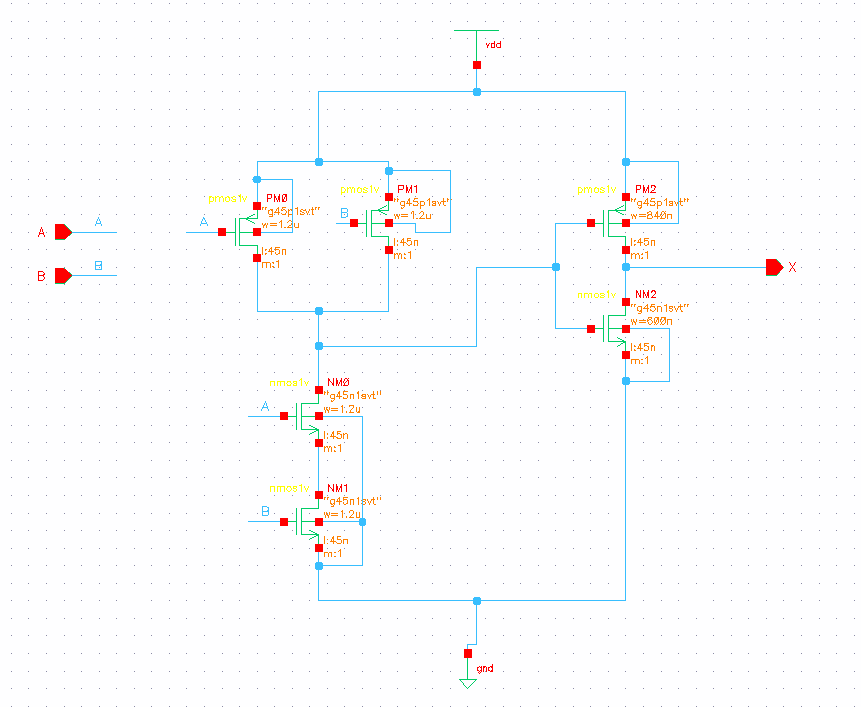 vdd
pmos1v
PM0
"g45p1svt"
w=1.2u
l:45n
m:1
A
pmos1v
PM1
"g45p1svt"
w=1.2u
l:45n
m:1
B
pmos1v
PM2
"g45p1svt"
w=840n
l:45n
m:1
A
A
B
B
X
nmos1v
NM2
"g45n1svt"
w=600n
l:45n
m:1
nmos1v
NM0
"g45n1svt"
w=1.2u
l:45n
m:1
A
nmos1v
NM1
"g45n1svt"
w=1.2u
l:45n
m:1
B
gnd